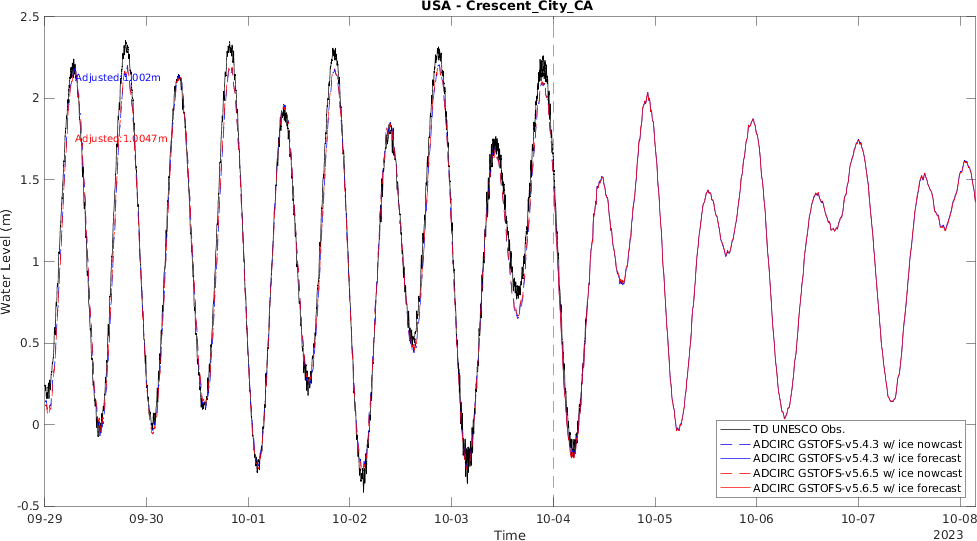 USA - Crescent_City_CA
2.5
2
1.5
1
0.5
0
-0.5
Water Level (m)
Adjusted:1.002m
Adjusted:1.0047m
TD UNESCO Obs.
ADCIRC GSTOFS-v5.4.3 w/ ice nowcast
ADCIRC GSTOFS-v5.4.3 w/ ice forecast
ADCIRC GSTOFS-v5.6.5 w/ ice nowcast
ADCIRC GSTOFS-v5.6.5 w/ ice forecast
09-29 09-30 10-01 10-02 10-03 10-04 10-05 10-06 10-07 10-08
Time
2023